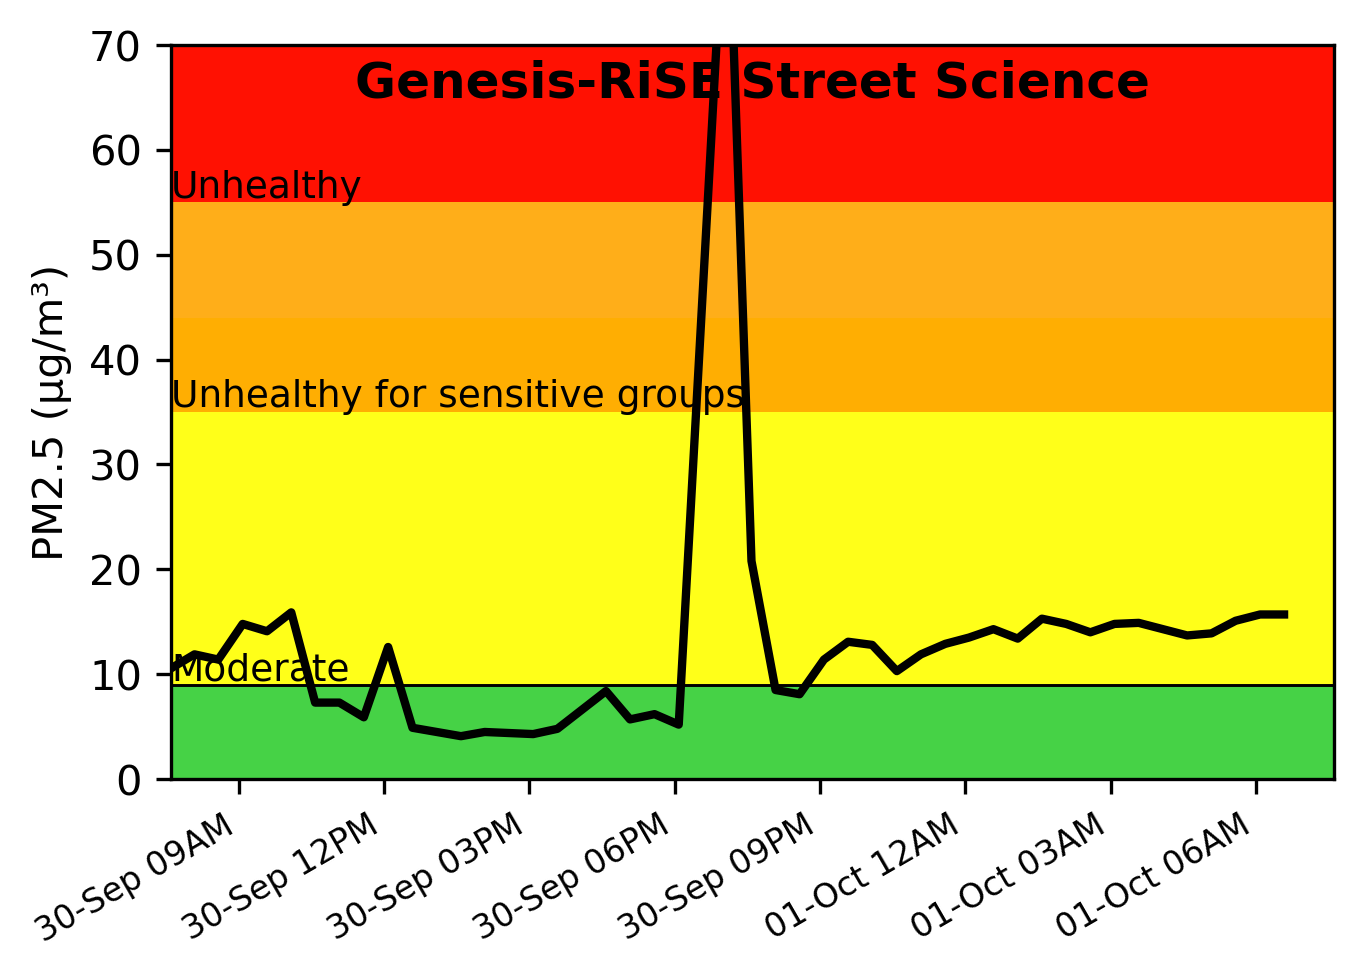 Genesis-RiSE Street Science
70
60
50
40
30
20
10
0
PM2.5 (µg/m³)
Unhealthy
Unhealthy for sensitive groups
Moderate
30-Sep 09AM
30-Sep 12PM
30-Sep 03PM
30-Sep 06PM
30-Sep 09PM
01-Oct 12AM
01-Oct 03AM
01-Oct 06AM